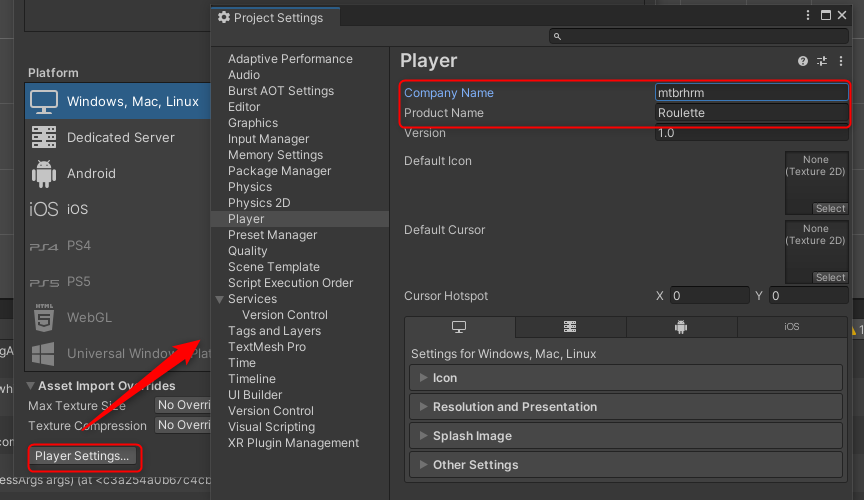 Platform
Windows, Mac, Linux
Dedicated Server
Android
iOS iOS
PS4 PS4
PS5 PS5
HTML WebGL
Universal Windows Plat
Asset Import Overrides
Max Texture Size No Overri
Texture Compression No Overri
Player Settings...
essArgs args) (at <c3a254a0b67c4cb
Project Settings
Adaptive Performance
Audio
Burst AOT Settings
Editor
Graphics
Input Manager
Memory Settings
Package Manager
Physics
Physics 2D
Player
Preset Manager
Quality
Scene Template
Script Execution Order
Services
Version Control
Tags and Layers
TextMesh Pro
Time
Timeline
UI Builder
Version Control
Visual Scripting
XR Plugin Management
Player
Company Name mtbrhrm
Product Name Roulette
Version 1.0
Default Icon
None
(Texture 2D)
Select
Default Cursor
None
(Texture 2D)
Select
Cursor Hotspot X 0 Y 0
iOS
Settings for Windows, Mac, Linux
Icon
Resolution and Presentation
Splash Image
Other Settings